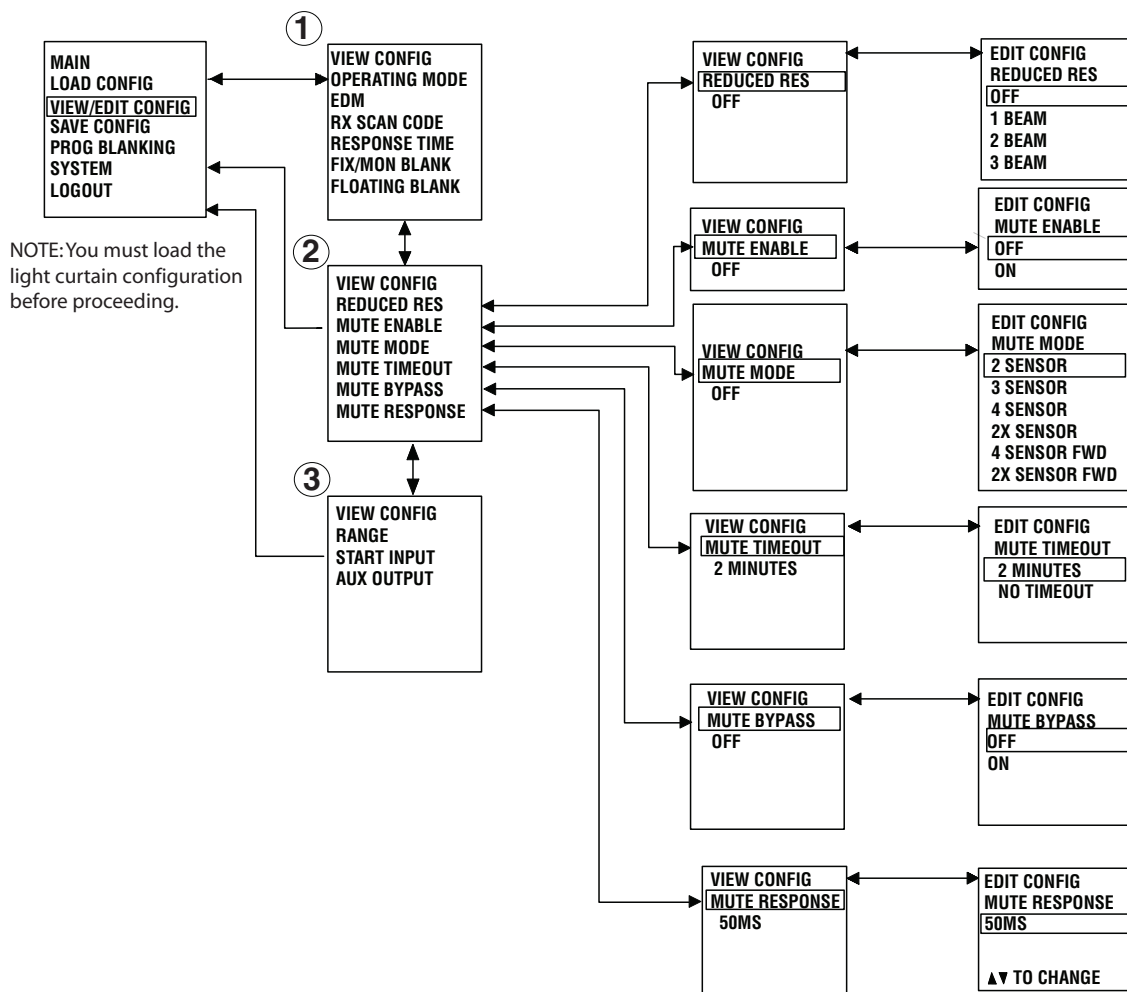 1
MAIN
LOAD CONFIG
VIEW/EDIT CONFIG
SAVE CONFIG
PROG BLANKING
SYSTEM
LOGOUT
NOTE: You must load the
light curtain configuration
before proceeding.
VIEW CONFIG
OPERATING MODE
EDM
RX SCAN CODE
RESPONSE TIME
FIX/MON BLANK
FLOATING BLANK
2
VIEW CONFIG
REDUCED RES
MUTE ENABLE
MUTE MODE
MUTE TIMEOUT
MUTE BYPASS
MUTE RESPONSE
3
VIEW CONFIG
RANGE
START INPUT
AUX OUTPUT
VIEW CONFIG
REDUCED RES
OFF
EDIT CONFIG
REDUCED RES
OFF
1 BEAM
2 BEAM
3 BEAM
VIEW CONFIG
MUTE ENABLE
OFF
EDIT CONFIG
MUTE ENABLE
OFF
ON
VIEW CONFIG
MUTE MODE
OFF
EDIT CONFIG
MUTE MODE
2 SENSOR
3 SENSOR
4 SENSOR
2X SENSOR
4 SENSOR FWD
2X SENSOR FWD
VIEW CONFIG
MUTE TIMEOUT
2 MINUTES
EDIT CONFIG
MUTE TIMEOUT
2 MINUTES
NO TIMEOUT
VIEW CONFIG
MUTE BYPASS
OFF
EDIT CONFIG
MUTE BYPASS
OFF
ON
VIEW CONFIG
MUTE RESPONSE
50MS
EDIT CONFIG
MUTE RESPONSE
50MS
▲▼ TO CHANGE